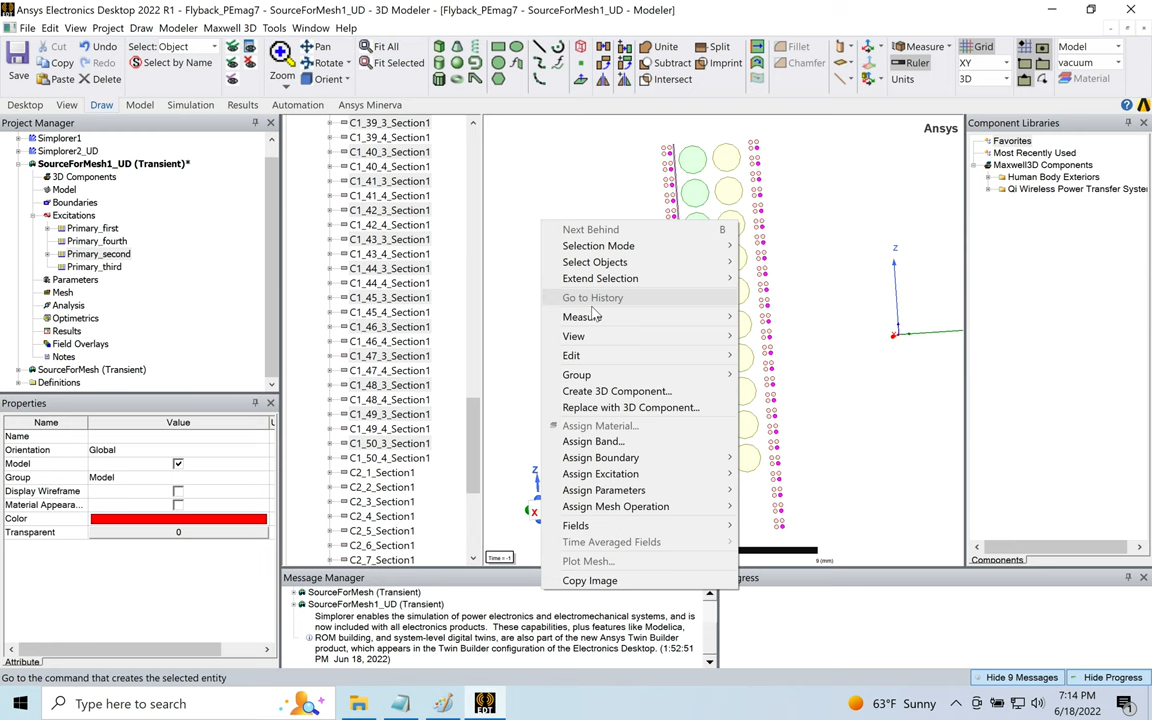 Ansys Electronics Desktop 2022 R1 - Flyback_PEmag7 - SourceForMesh1_UD - 3D Modeler - [Flyback_PEmag7 - SourceForMesh1_UD - Modeler]
File Edit View Project Draw Modeler Maxwell 3D Tools Window Help
Save Cut Copy Paste Undo Redo Delete Select: Object Select by Name Zoom Pan Rotate Orient Fit All Fit Selected Unite Subtract Intersect Split Imprint Fillet Chamfer Measure Ruler Units Grid XY 3D Model vacuum Material
Desktop View Draw Model Simulation Results Automation Ansys Minerva
Project Manager
Simplorer1
Simplorer2_UD
SourceForMesh1_UD (Transient)*
3D Components
Model
Boundaries
Excitations
Primary_first
Primary_fourth
Primary_second
Primary_third
Parameters
Mesh
Analysis
Optimetrics
Results
Field Overlays
Notes
SourceForMesh (Transient)
Definitions
Properties
Name Value U
Name
Orientation Global
Model
Group Model
Display Wireframe
Material Appeara...
Color
Transparent 0
Attribute
C1_39_3_Section1
C1_39_4_Section1
C1_40_3_Section1
C1_40_4_Section1
C1_41_3_Section1
C1_41_4_Section1
C1_42_3_Section1
C1_42_4_Section1
C1_43_3_Section1
C1_43_4_Section1
C1_44_3_Section1
C1_44_4_Section1
C1_45_3_Section1
C1_45_4_Section1
C1_46_3_Section1
C1_46_4_Section1
C1_47_3_Section1
C1_47_4_Section1
C1_48_3_Section1
C1_48_4_Section1
C1_49_3_Section1
C1_49_4_Section1
C1_50_3_Section1
C1_50_4_Section1
C2_1_Section1
C2_2_Section1
C2_3_Section1
C2_4_Section1
C2_5_Section1
C2_6_Section1
C2_7_Section1
Ansys
Z
X
Z
X
Time = -1
9 (mm)
Next Behind B
Selection Mode
Select Objects
Extend Selection
Go to History
Measure
View
Edit
Group
Create 3D Component...
Replace with 3D Component...
Assign Material...
Assign Band...
Assign Boundary
Assign Excitation
Assign Parameters
Assign Mesh Operation
Fields
Time Averaged Fields
Plot Mesh...
Copy Image
Component Libraries
Favorites
Most Recently Used
Maxwell3D Components
Human Body Exteriors
Qi Wireless Power Transfer Syste
Components
Message Manager
SourceForMesh (Transient)
SourceForMesh1_UD (Transient)
Simplorer enables the simulation of power electronics and electromechanical systems, and is
now included with all electronics products. These capabilities, plus features like Modelica,
ROM building, and system-level digital twins, are also part of the new Ansys Twin Builder
product, which appears in the Twin Builder configuration of the Electronics Desktop. (1:52:51
PM Jun 18, 2022)
Go to the command that creates the selected entity
Hide 9 Messages Hide Progress
Type here to search
EDT
63°F Sunny
7:14 PM
6/18/2022
1